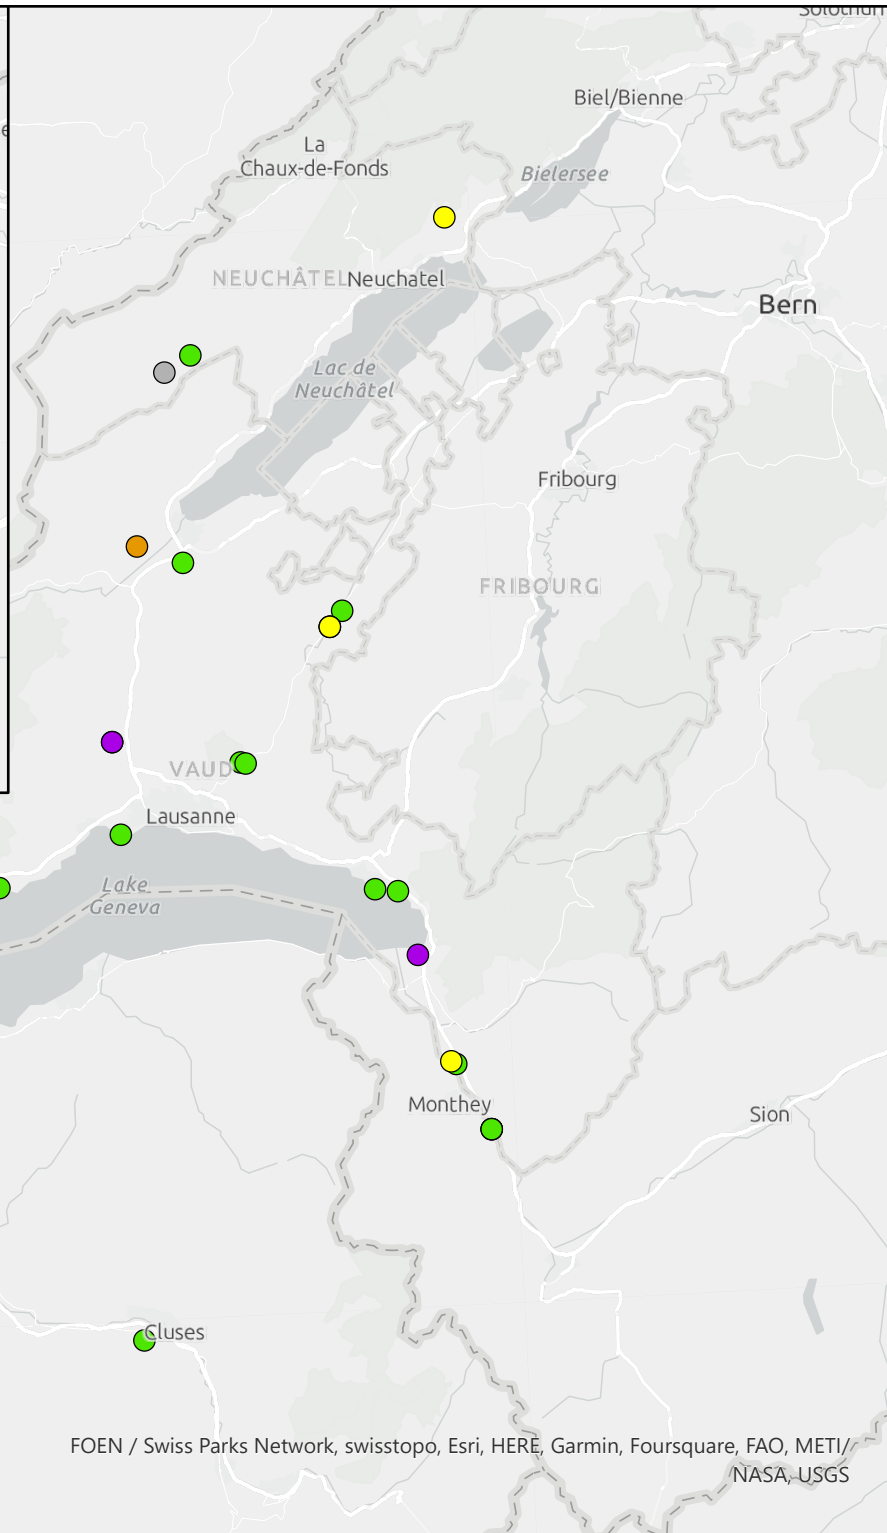 Biel/Bienne
La
Chaux-de-Fonds
Bielersee
NEUCHÂTEL
Neuchatel
Bern
Lac de
Neuchâtel
Fribourg
FRIBOURG
VAUD
Lausanne
Lake
Geneva
Monthey
Sion
Cluses
FOEN / Swiss Parks Network, swisstopo, Esri, HERE, Garmin, Foursquare, FAO, METI/
NASA, USGS